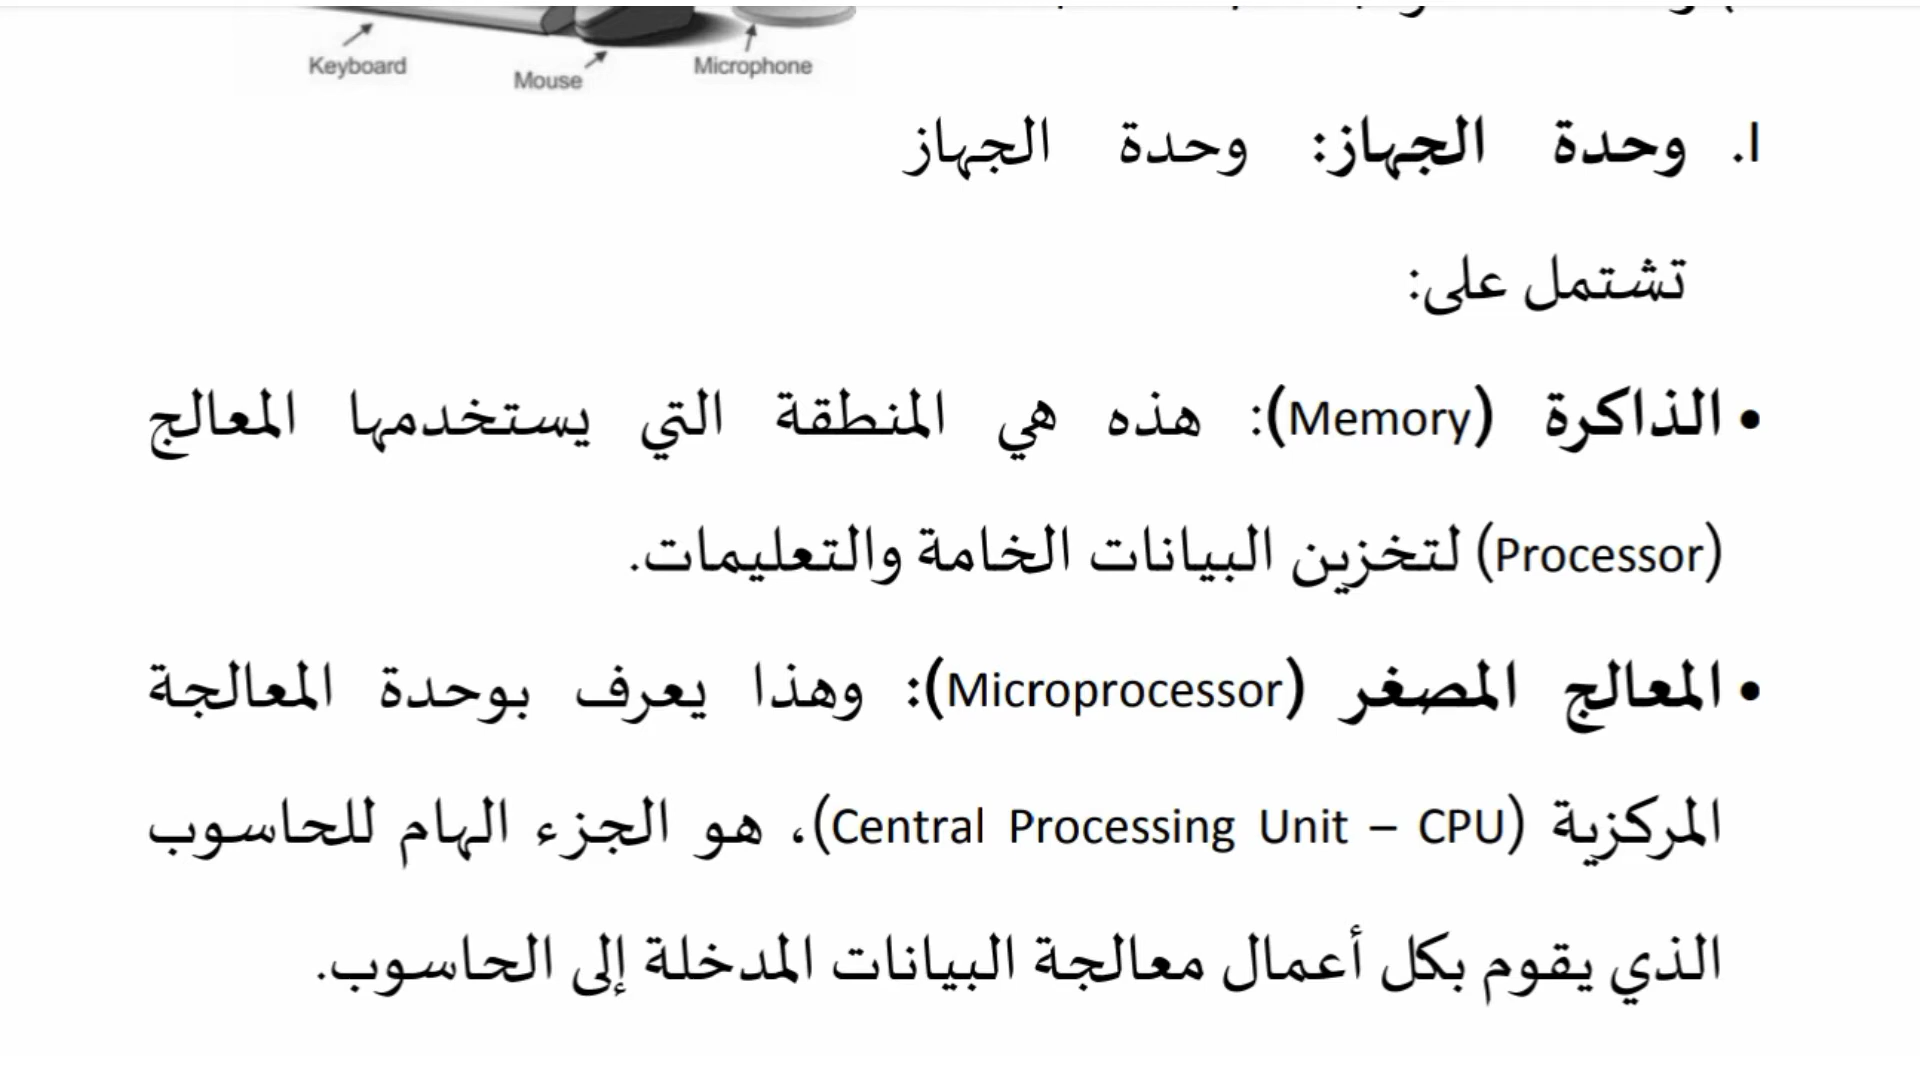 Keyboard
Mouse
Microphone
I. وحدة الجهاز: وحدة الجهاز
تشتمل على:
• الذاكرة (Memory): هذه هي المنطقة التي يستخدمها المعالج
(Processor) لتخزين البيانات الخامة والتعليمات.
• المعالج المصغر (Microprocessor): وهذا يعرف بوحدة المعالجة
المركزية (Central Processing Unit – CPU)، هو الجزء الهام للحاسوب
الذي يقوم بكل أعمال معالجة البيانات المدخلة إلى الحاسوب.